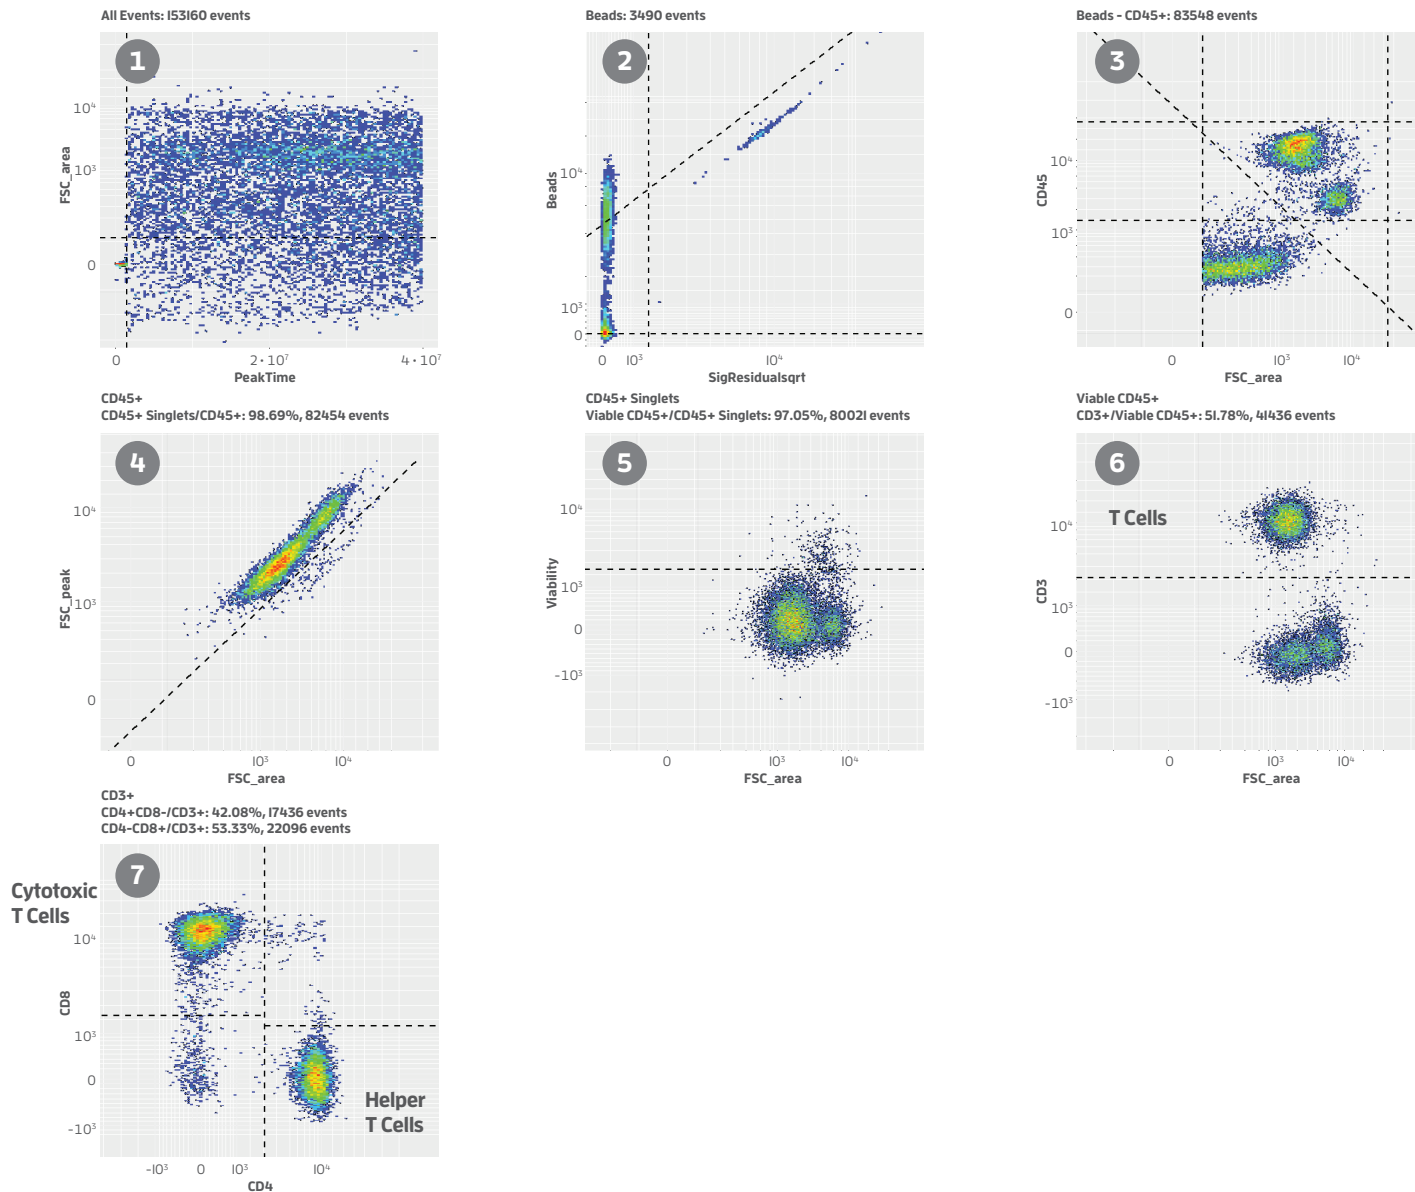 All Events: 153160 events
1
FSC_area
10⁴
10³
0
0
2·10⁷
4·10⁷
PeakTime
Beads: 3490 events
2
Beads
10⁴
10³
0
0
10³
10⁴
SigResidualsqrt
Beads - CD45+: 83548 events
3
CD45
10⁴
10³
0
0
10³
10⁴
FSC_area
CD45+
CD45+ Singlets/CD45+: 98.69%, 82454 events
4
FSC_peak
10⁴
10³
0
0
10³
10⁴
FSC_area
CD45+ Singlets
Viable CD45+/CD45+ Singlets: 97.05%, 80021 events
5
Viability
10⁴
10³
0
-10³
0
10³
10⁴
FSC_area
Viable CD45+
CD3+/Viable CD45+: 51.78%, 41436 events
6
T Cells
CD3
10⁴
10³
0
-10³
0
10³
10⁴
FSC_area
CD3+
CD4+CD8-/CD3+: 42.08%, 17436 events
CD4-CD8+/CD3+: 53.33%, 22096 events
7
Cytotoxic
T Cells
CD8
10⁴
10³
0
-10³
Helper
T Cells
-10³
0
10³
10⁴
CD4